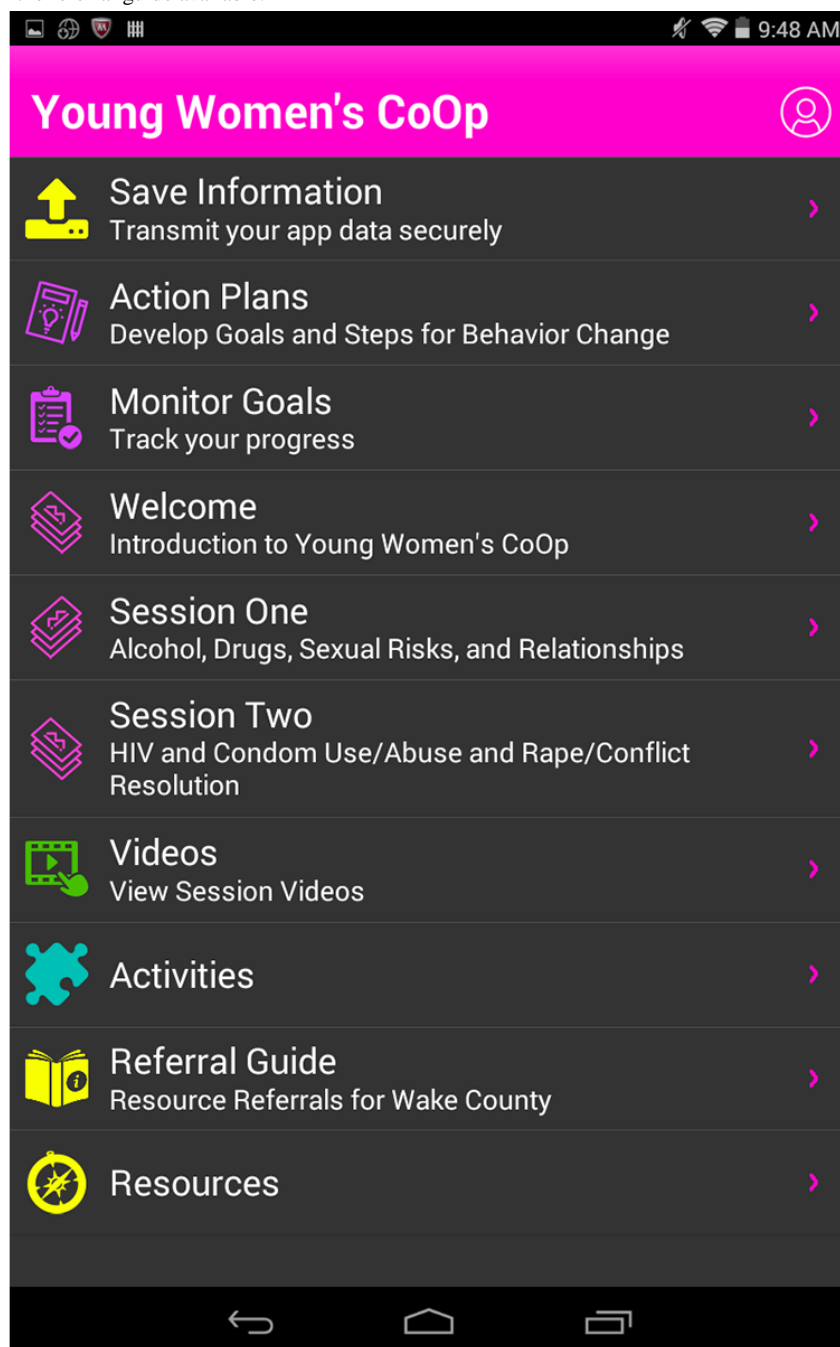 9:48 AM
Young Women's CoOp
Save Information
Transmit your app data securely
Action Plans
Develop Goals and Steps for Behavior Change
Monitor Goals
Track your progress
Welcome
Introduction to Young Women's CoOp
Session One
Alcohol, Drugs, Sexual Risks, and Relationships
Session Two
HIV and Condom Use/Abuse and Rape/Conflict
Resolution
Videos
View Session Videos
Activities
Referral Guide
Resource Referrals for Wake County
Resources